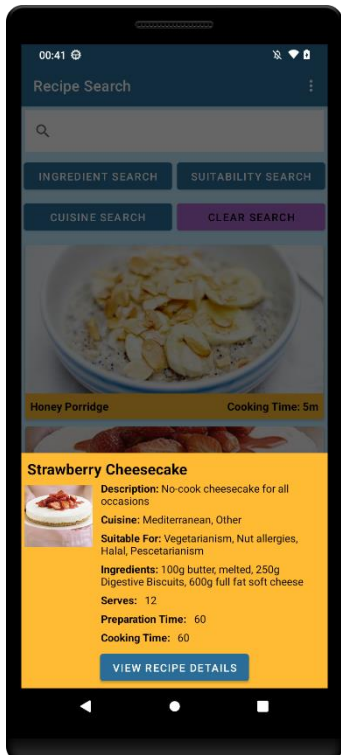 00:41
Recipe Search
INGREDIENT SEARCH
SUITABILITY SEARCH
CUISINE SEARCH
CLEAR SEARCH
Honey Porridge
Cooking Time: 5m
Strawberry Cheesecake
Description: No-cook cheesecake for all
occasions
Cuisine: Mediterranean, Other
Suitable For: Vegetarianism, Nut allergies,
Halal, Pescetarianism
Ingredients: 100g butter, melted, 250g
Digestive Biscuits, 600g full fat soft cheese
Serves: 12
Preparation Time: 60
Cooking Time: 60
VIEW RECIPE DETAILS